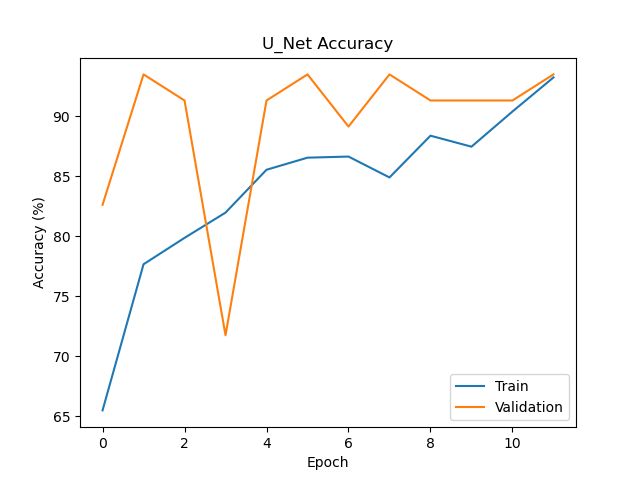 U_Net Accuracy
Accuracy (%)
90
85
80
75
70
65
0 2 4 6 8 10
Epoch
Train
Validation